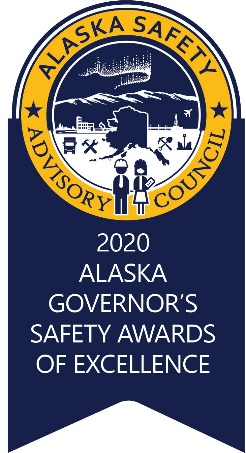 ALASKA SAFETY
ADVISORY COUNCIL
2020
ALASKA
GOVERNOR'S
SAFETY AWARDS
OF EXCELLENCE